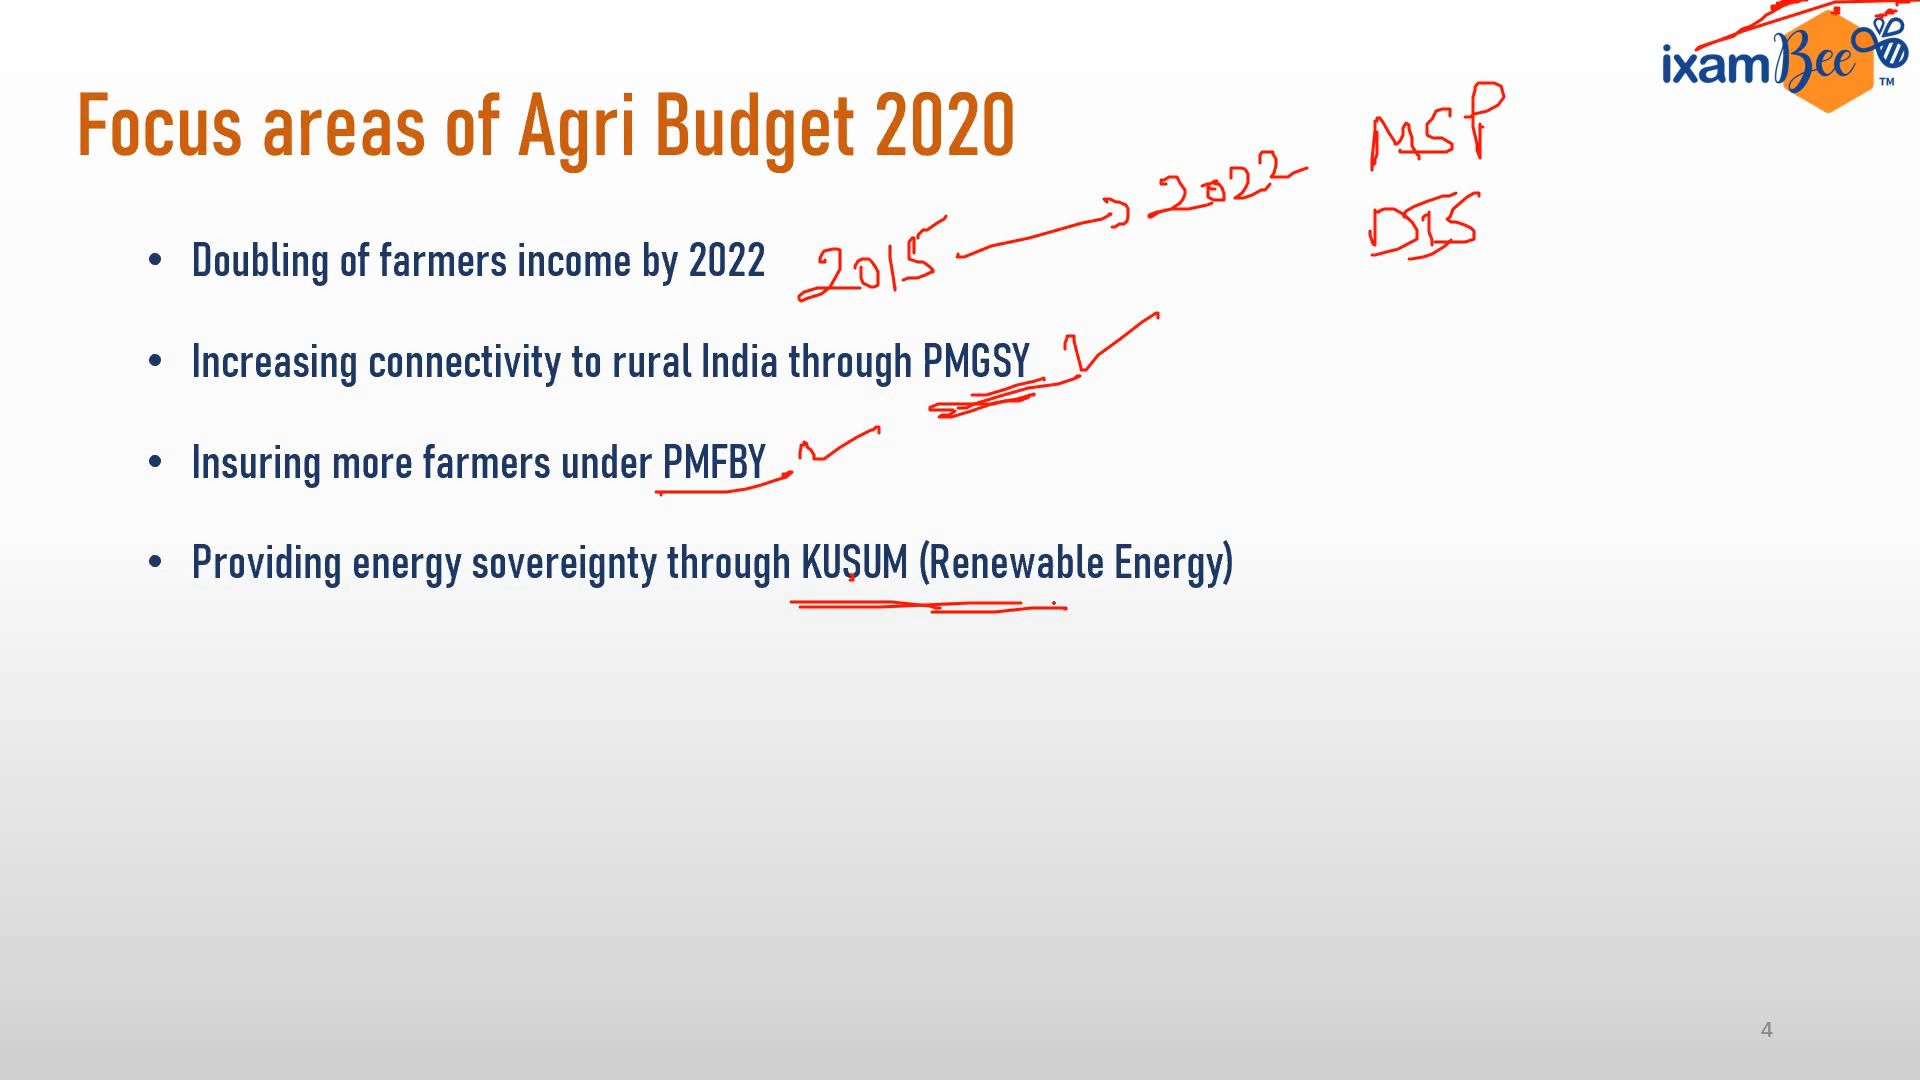 ixamBee™
Focus areas of Agri Budget 2020
MSP
DIS
• Doubling of farmers income by 2022 2015 → 2022
• Increasing connectivity to rural India through PMGSY
• Insuring more farmers under PMFBY
• Providing energy sovereignty through KUSUM (Renewable Energy)
4